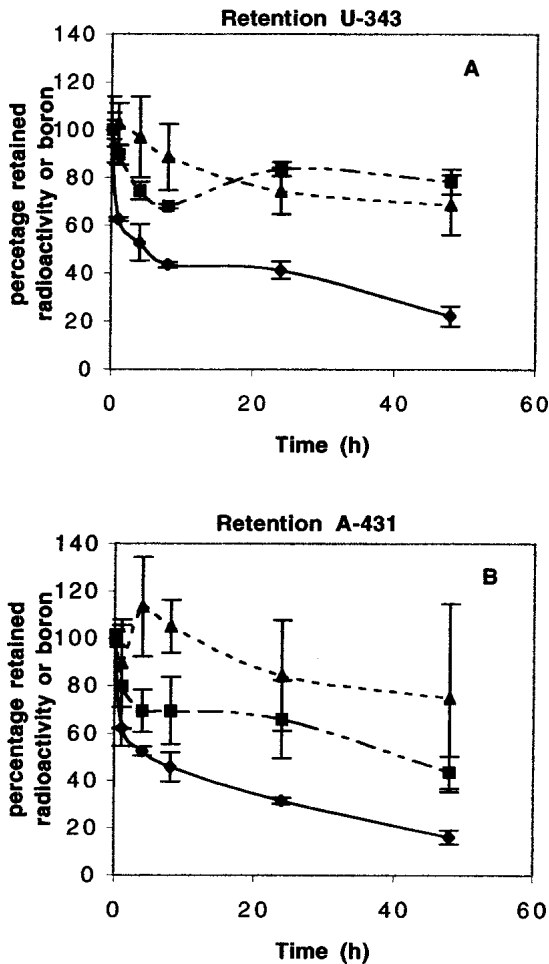 Retention U-343
140
120
100
80
60
40
20
0
A
percetage retained
radioactivity or boron
0 20 40 60
Time (h)
Retention A-431
140
120
100
80
60
40
20
0
B
percentage retained
radioactivity or boron
0 20 40 60
Time (h)